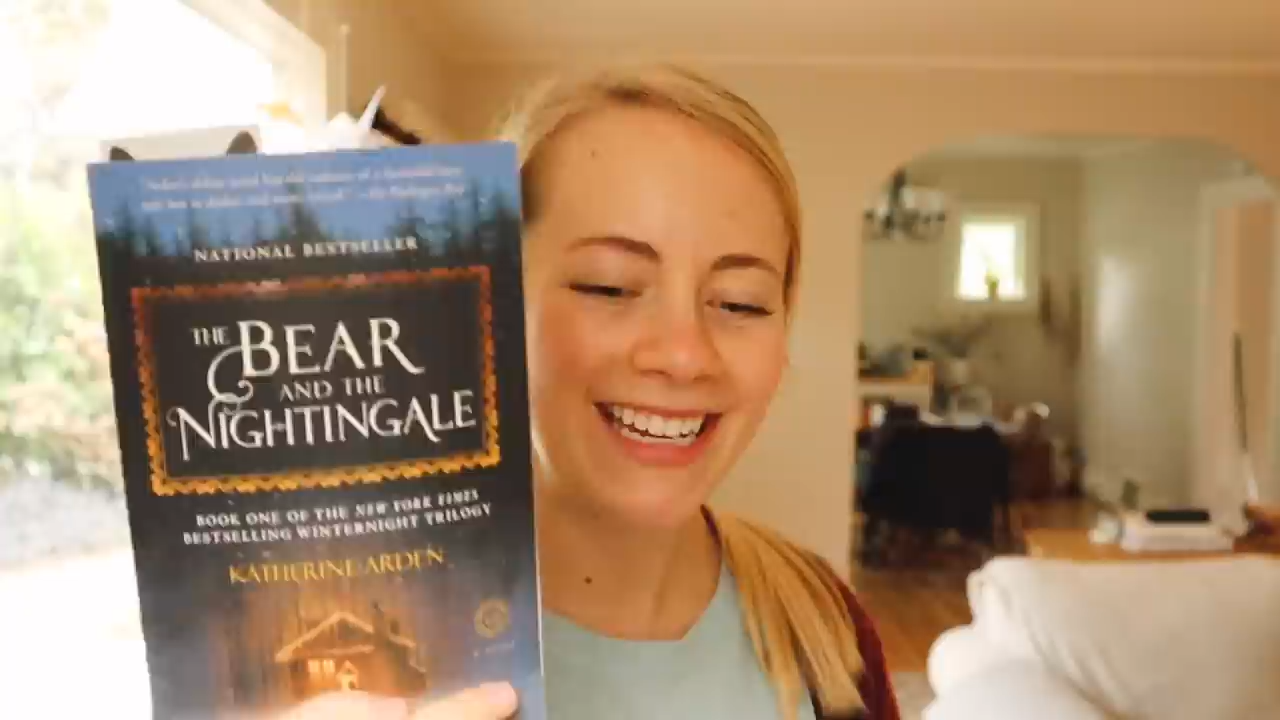 NATIONAL BESTSELLER
THE BEAR
& AND THE
NIGHTINGALE
BOOK ONE OF THE NEW YORK TIMES
BESTSELLING WINTERNIGHT TRILOGY
KATHERINE ARDEN